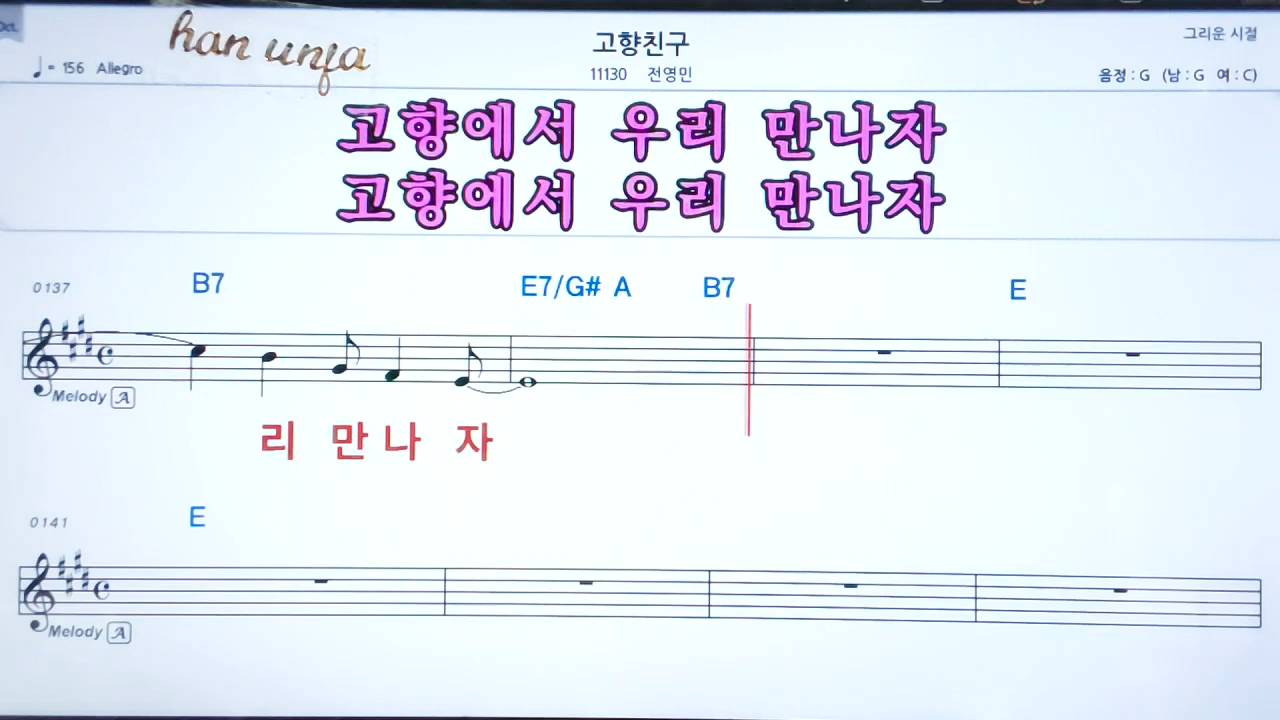 han unja
고향친구
그리운 시절
♩= 156 Allegro
11130 전영민
음정 : G (남 : G 여 : C)
고향에서 우리 만나자
고향에서 우리 만나자
0137
B7 E7/G# A B7 E
Melody A
리 만 나 자
0141
E
Melody A